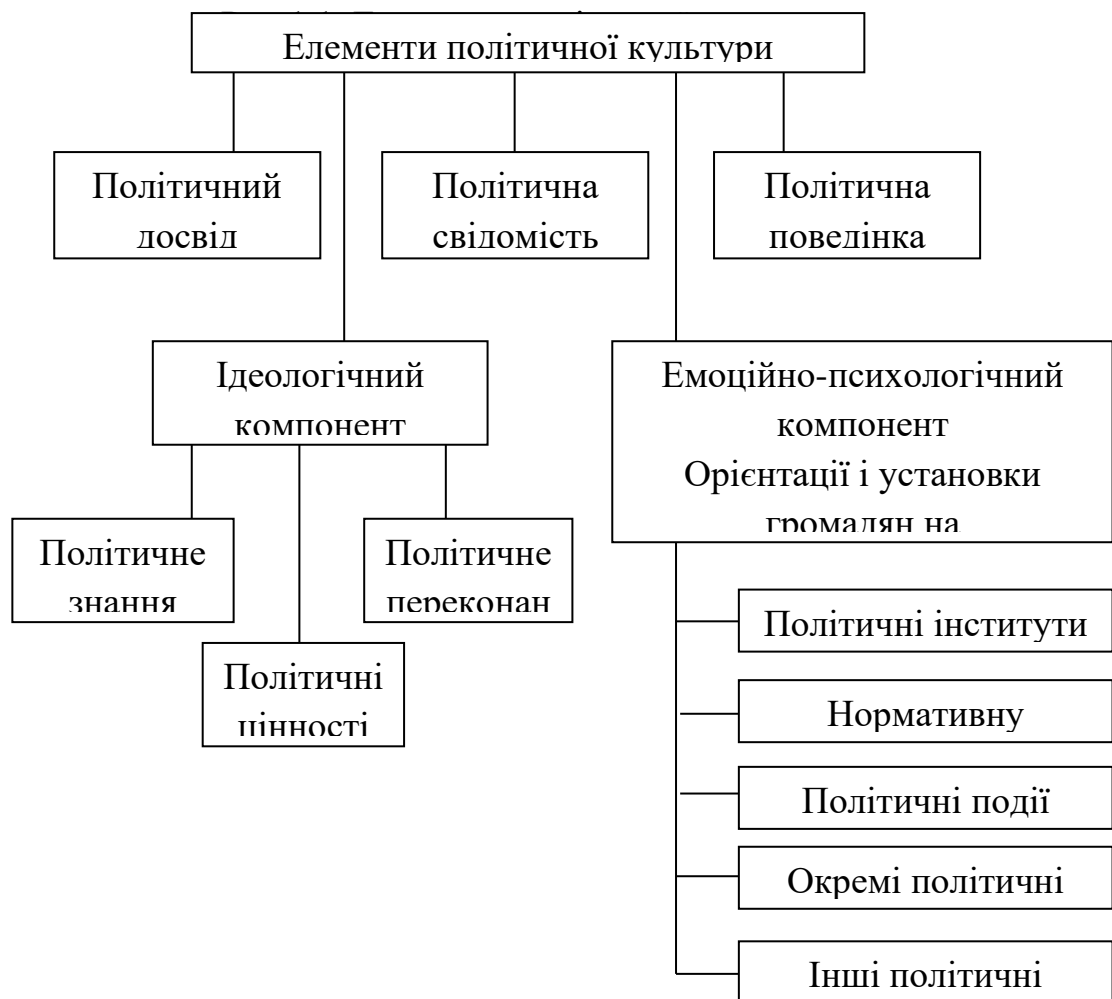 Елементи політичної культури
Політичний
досвід
Політична
свідомість
Політична
поведінка
Ідеологічний
компонент
Емоційно-психологічний
компонент
Орієнтації і установки
громадян на
Політичне
знання
Політичне
переконан
Політичні
цінності
Політичні інститути
Нормативну
Політичні події
Окремі політичні
Інші політичні